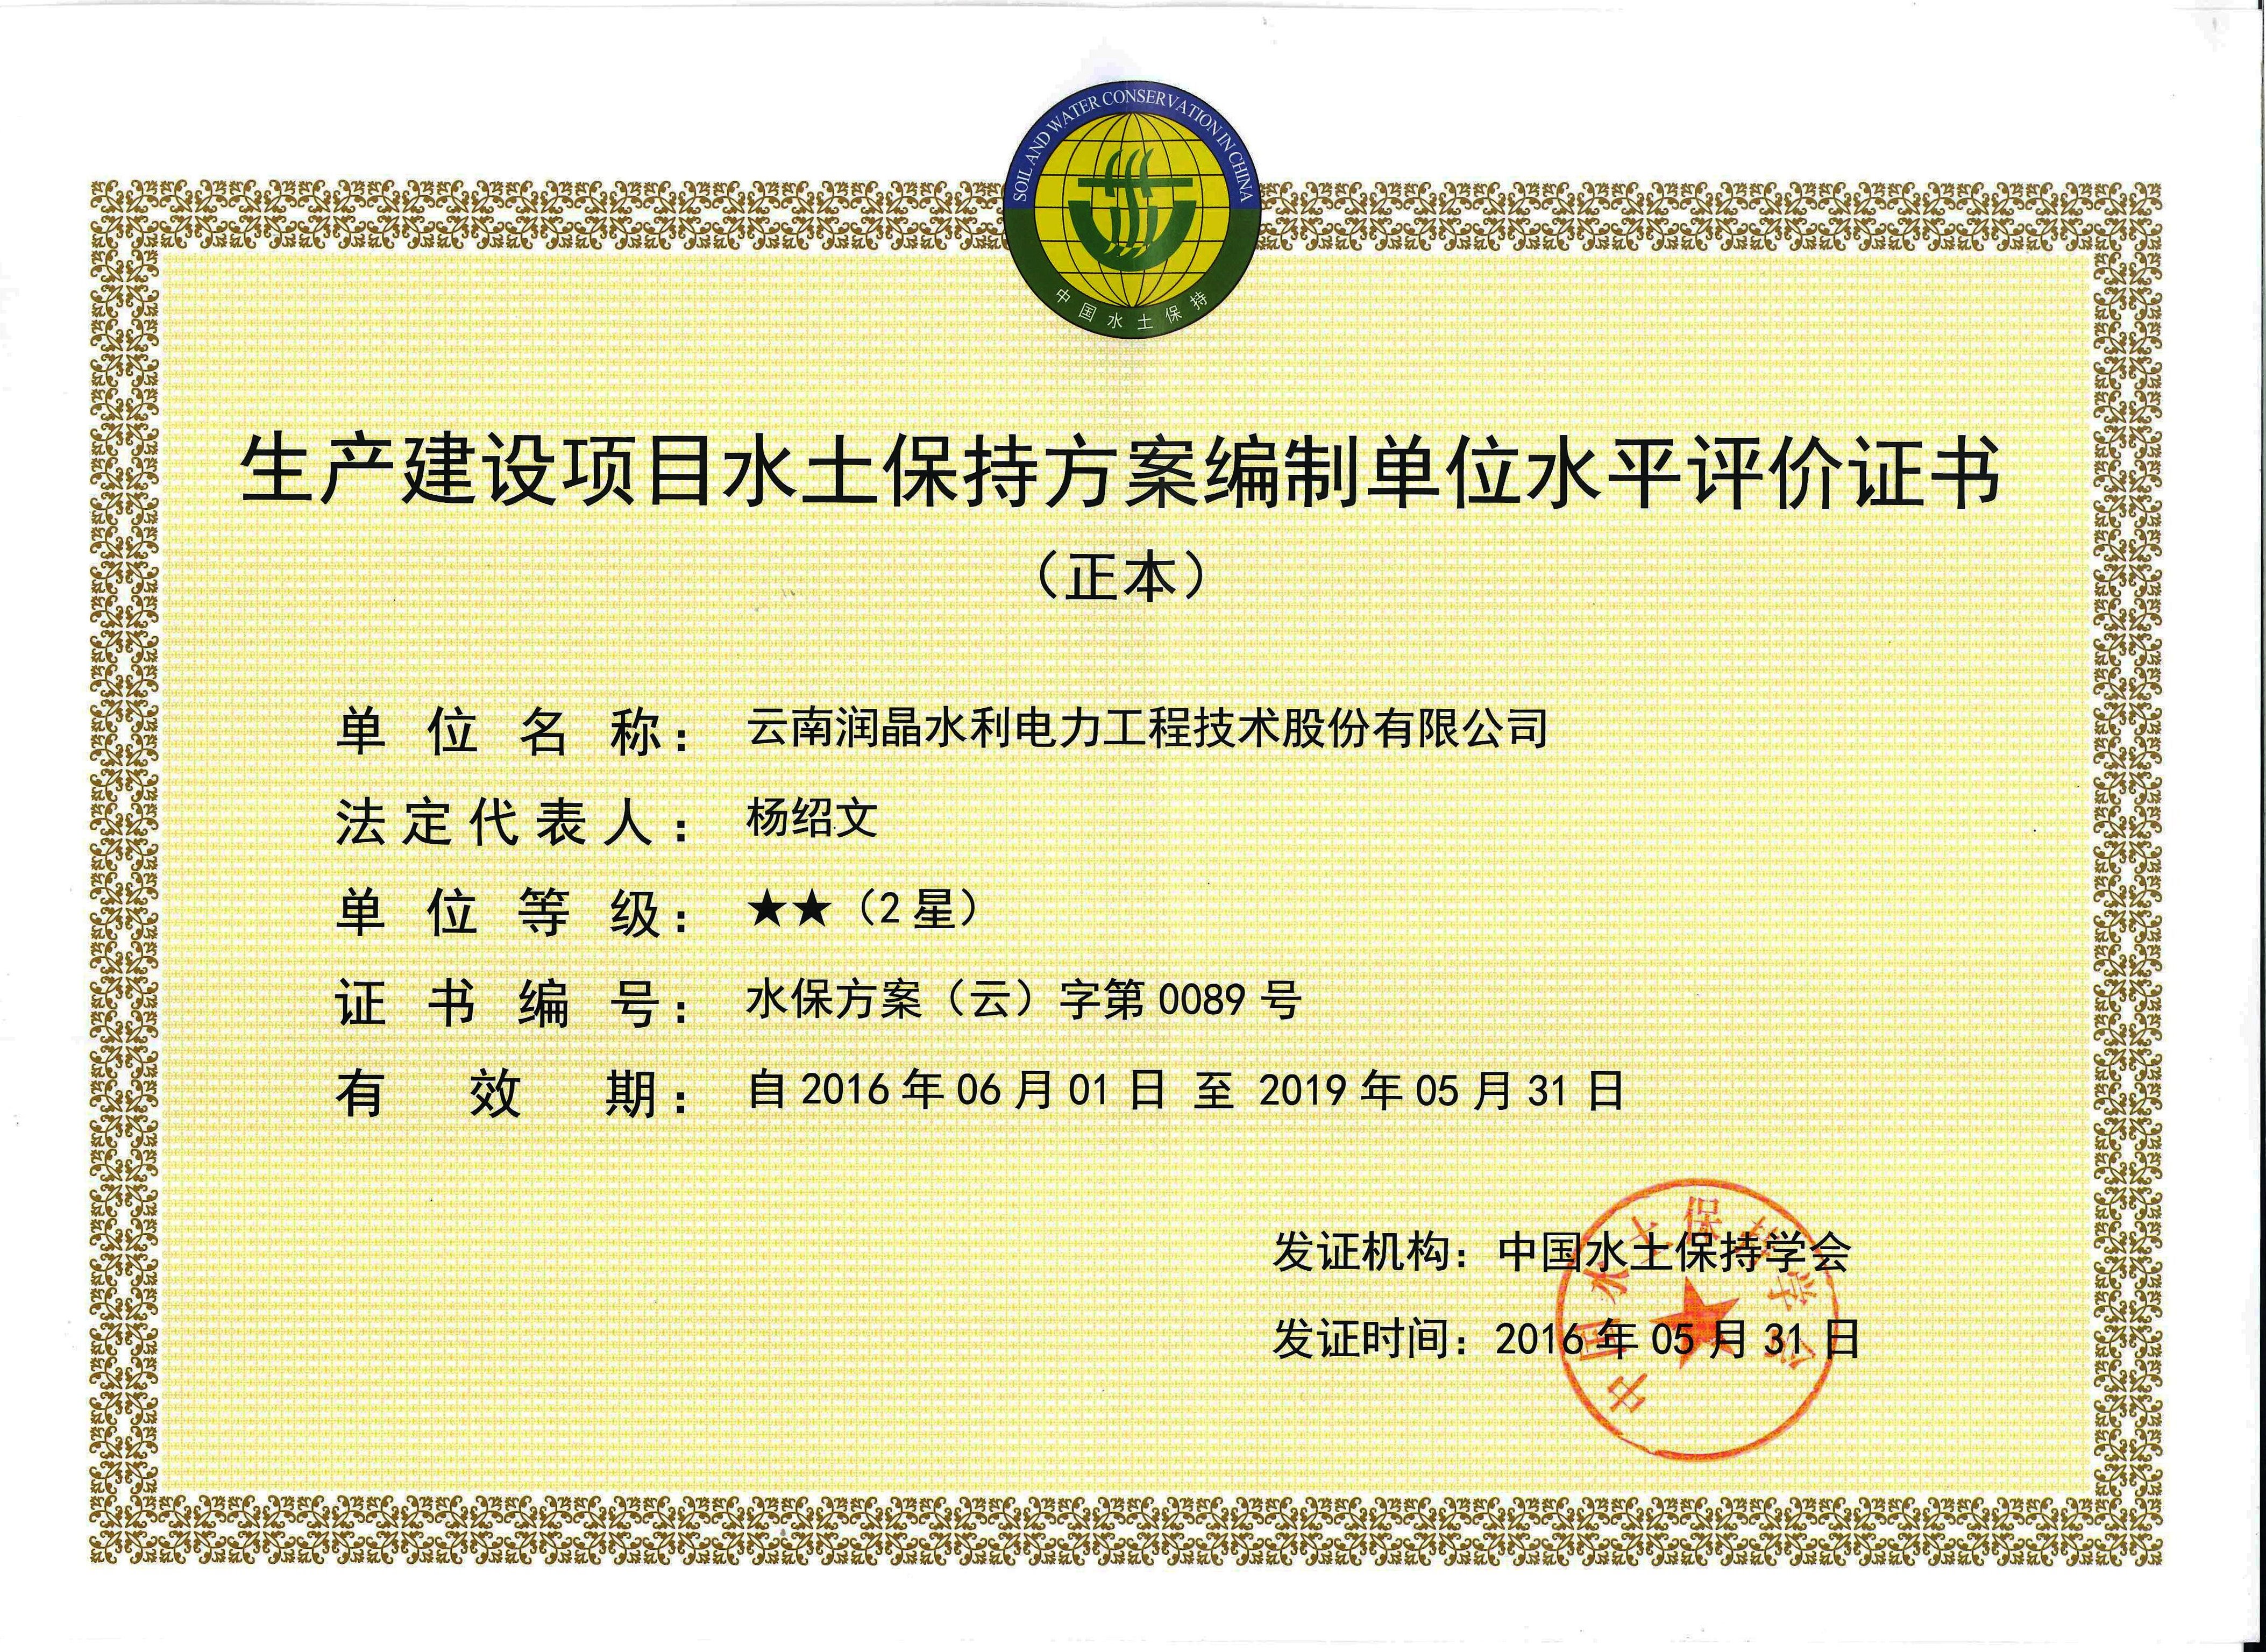 SOIL AND WATER CONSERVATION IN CHINA
中国水土保持
生产建设项目水土保持方案编制单位水平评价证书
（正本）
单位名称：云南润晶水利电力工程技术股份有限公司
法定代表人：杨绍文
单位等级：★★（2星）
证书编号：水保方案（云）字第0089号
有效期：自2016年06月01日 至 2019年05月31日
发证机构：中国水土保持学会
发证时间：2016年05月31日
中国水土保持学会